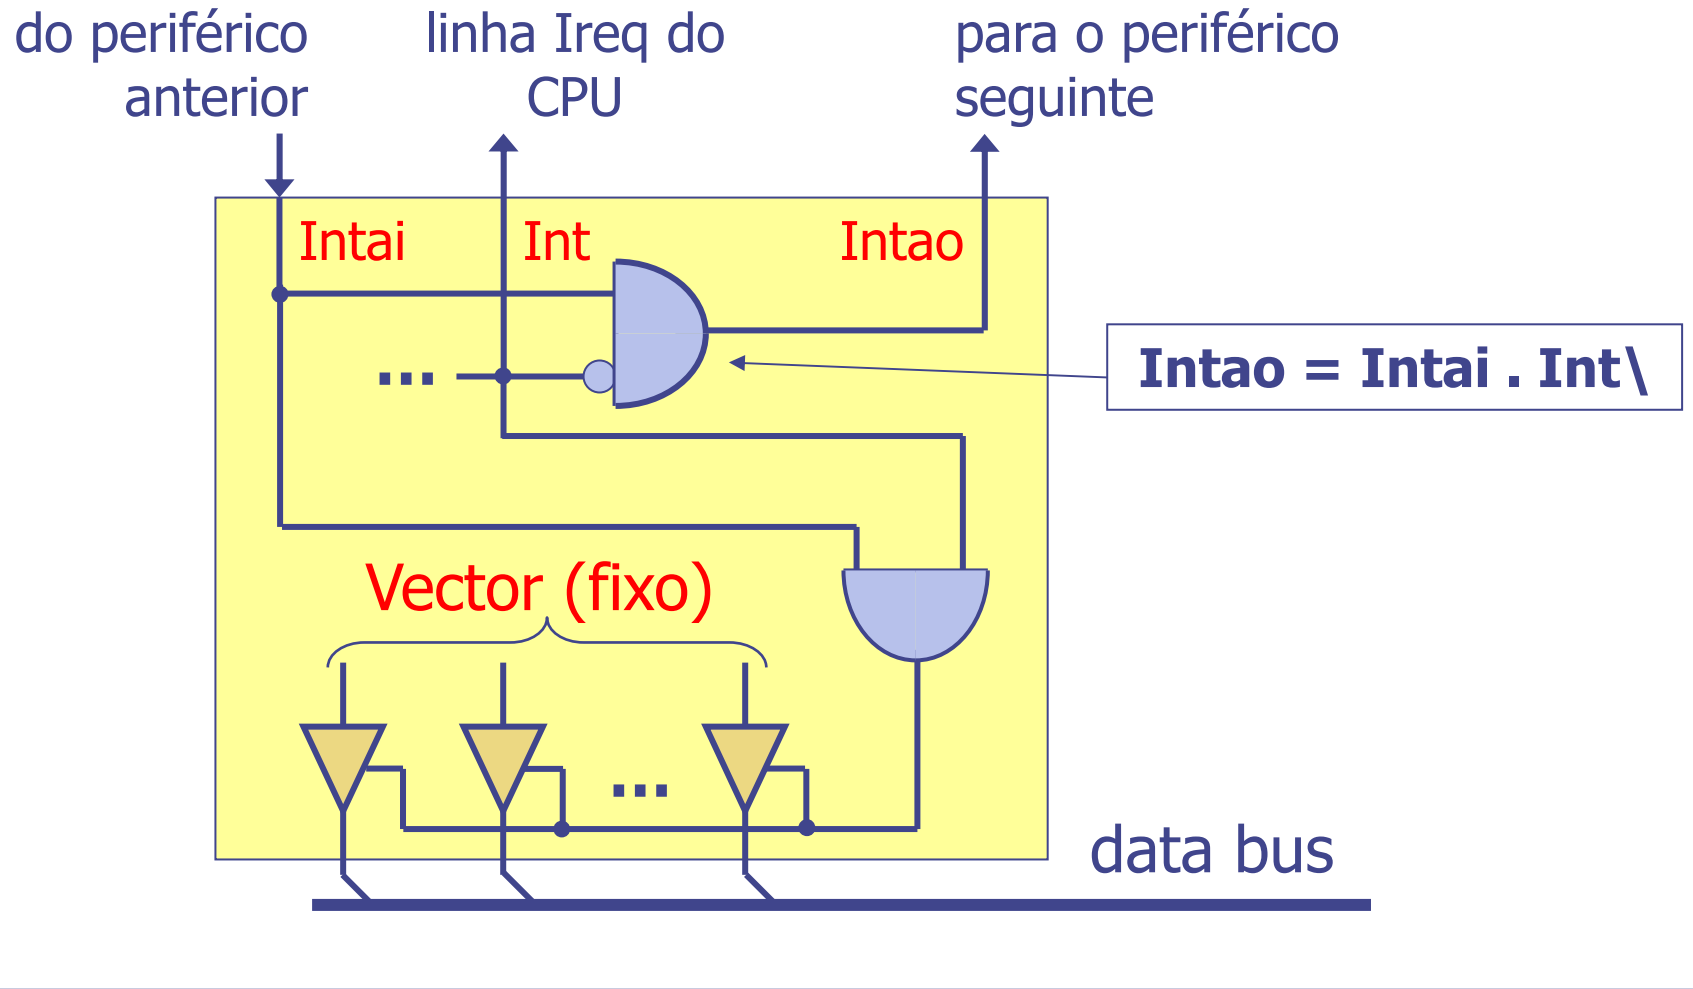 do periférico
anterior
linha Ireq do
CPU
para o periférico
seguinte
Intai
Int
Intao
...
Intao = Intai . Int\
Vector (fixo)
...
data bus